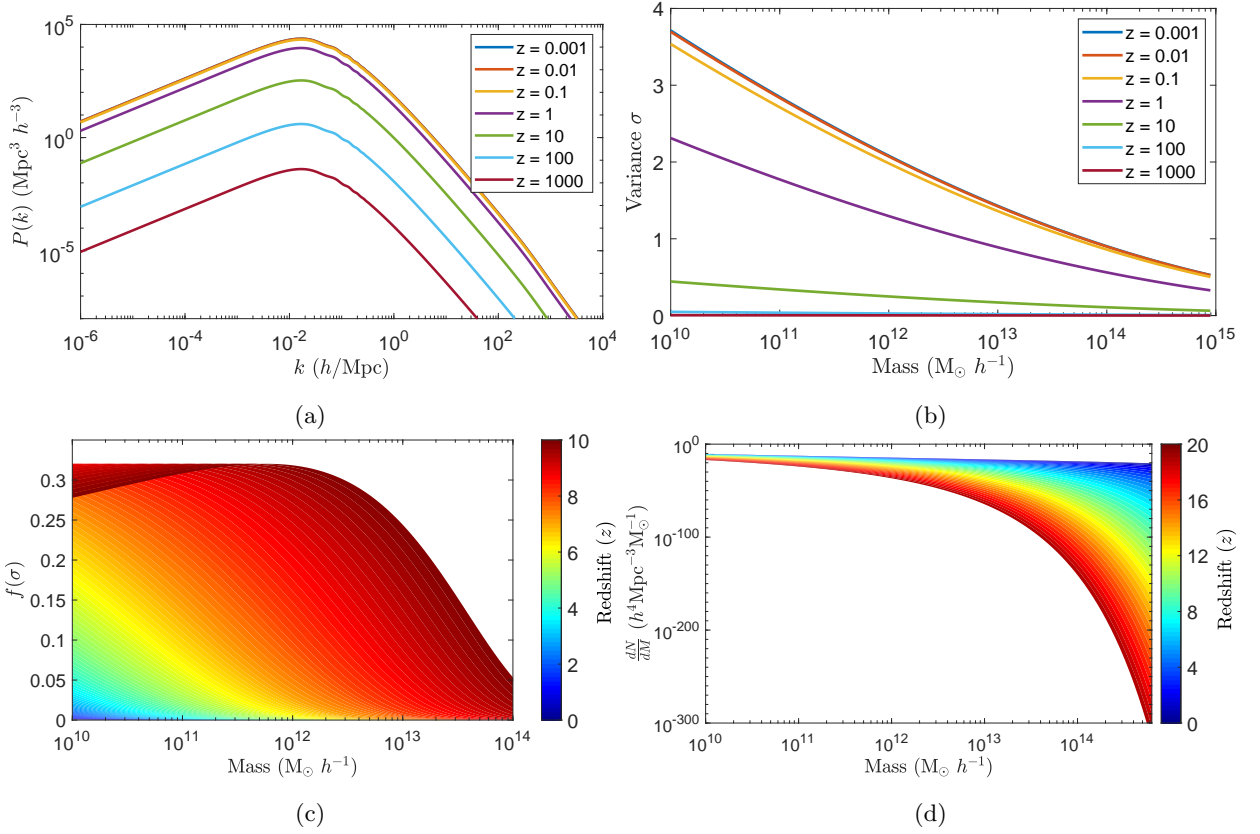 10^5
10^0
10^-5
P(k) (Mpc^3 h^-3)
10^-6
10^-4
10^-2
10^0
10^2
10^4
k (h/Mpc)
z = 0.001
z = 0.01
z = 0.1
z = 1
z = 10
z = 100
z = 1000
(a)
4
3
2
1
0
Variance σ
10^10
10^11
10^12
10^13
10^14
10^15
Mass (M⊙ h^-1)
z = 0.001
z = 0.01
z = 0.1
z = 1
z = 10
z = 100
z = 1000
(b)
0.3
0.25
0.2
0.15
0.1
0.05
0
f(σ)
10^10
10^11
10^12
10^13
10^14
Mass (M⊙ h^-1)
10
8
6
4
2
0
Redshift (z)
(c)
10^0
10^-100
10^-200
10^-300
dN/dM (h^4Mpc^-3M⊙^-1)
10^10
10^11
10^12
10^13
10^14
Mass (M⊙ h^-1)
20
16
12
8
4
0
Redshift (z)
(d)